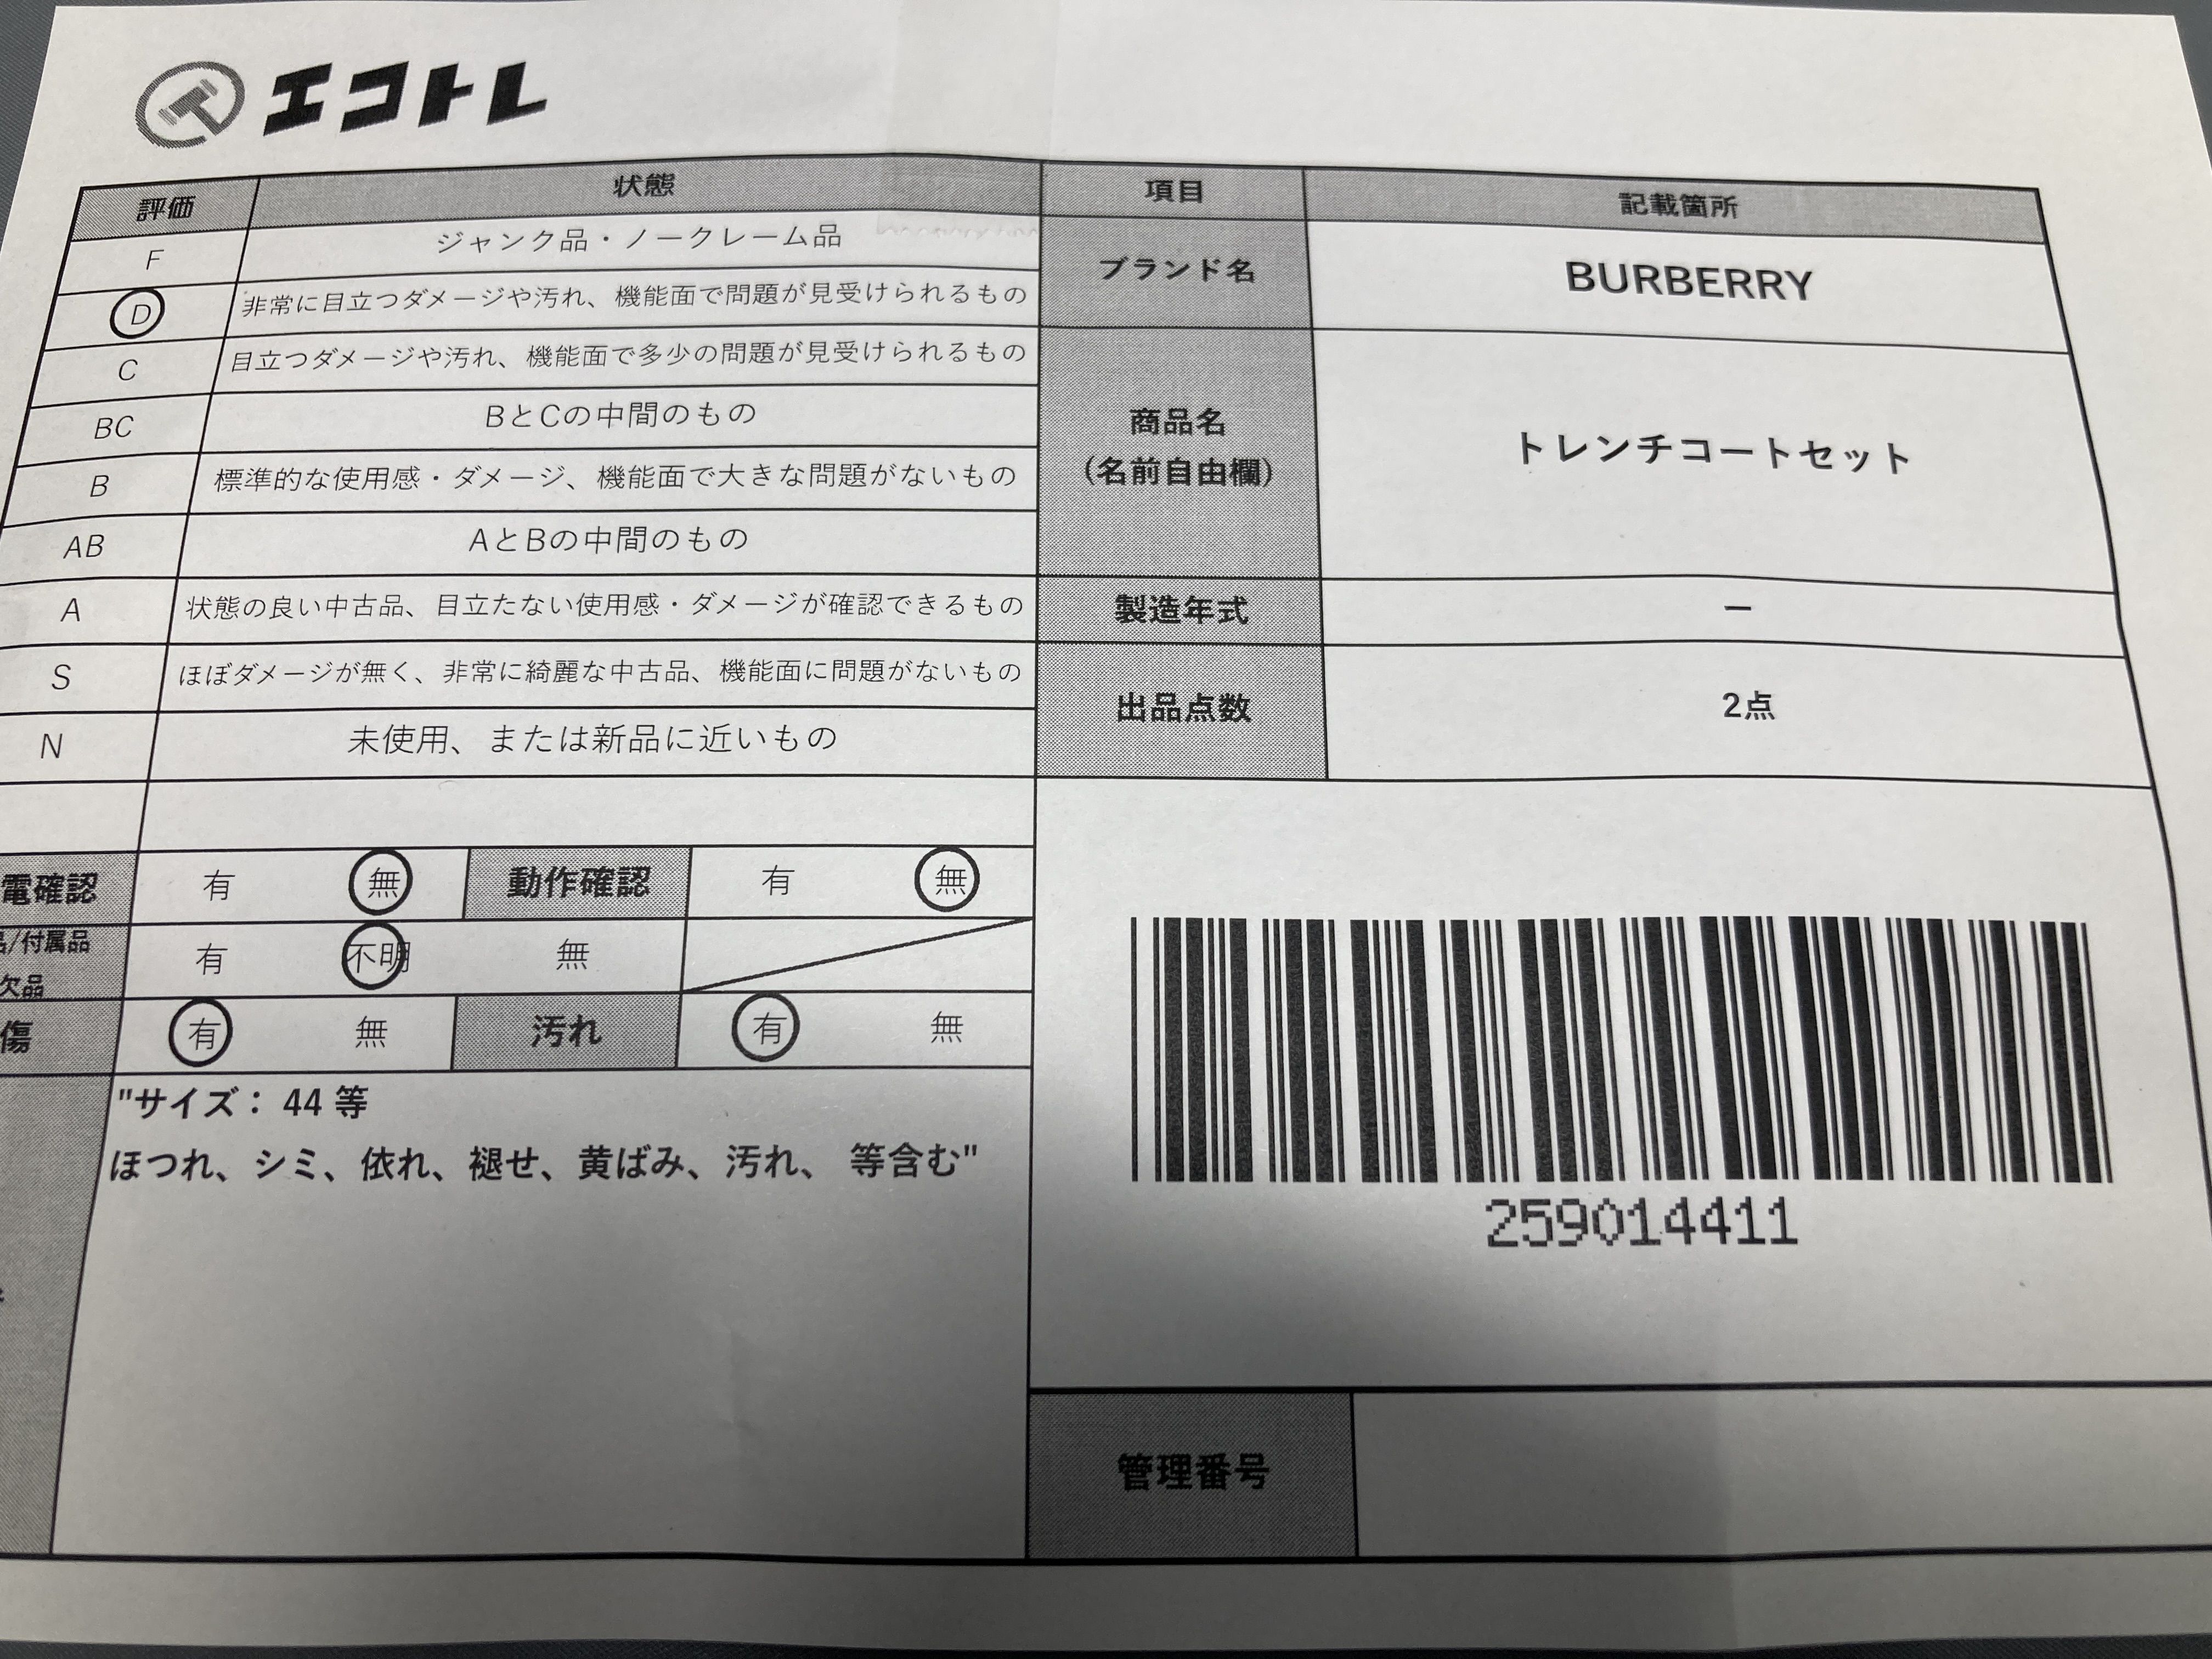 エコトレ
評価 状態
F ジャンク品・ノークレーム品
D 非常に目立つダメージや汚れ、機能面で問題が見受けられるもの
C 目立つダメージや汚れ、機能面で多少の問題が見受けられるもの
BC BとCの中間のもの
B 標準的な使用感・ダメージ、機能面で大きな問題がないもの
AB AとBの中間のもの
A 状態の良い中古品、目立たない使用感・ダメージが確認できるもの
S ほぼダメージが無く、非常に綺麗な中古品、機能面に問題がないもの
N 未使用、または新品に近いもの
電確認 有 無 動作確認 有 無
/付属品 有 不明 無
欠品
傷 有 無 汚れ 有 無
"サイズ： 44 等
ほつれ、シミ、依れ、褪せ、黄ばみ、汚れ、 等含む"
項目 記載箇所
ブランド名 BURBERRY
商品名
（名前自由欄）
トレンチコートセット
製造年式 ー
出品点数 2点
259014411
管理番号